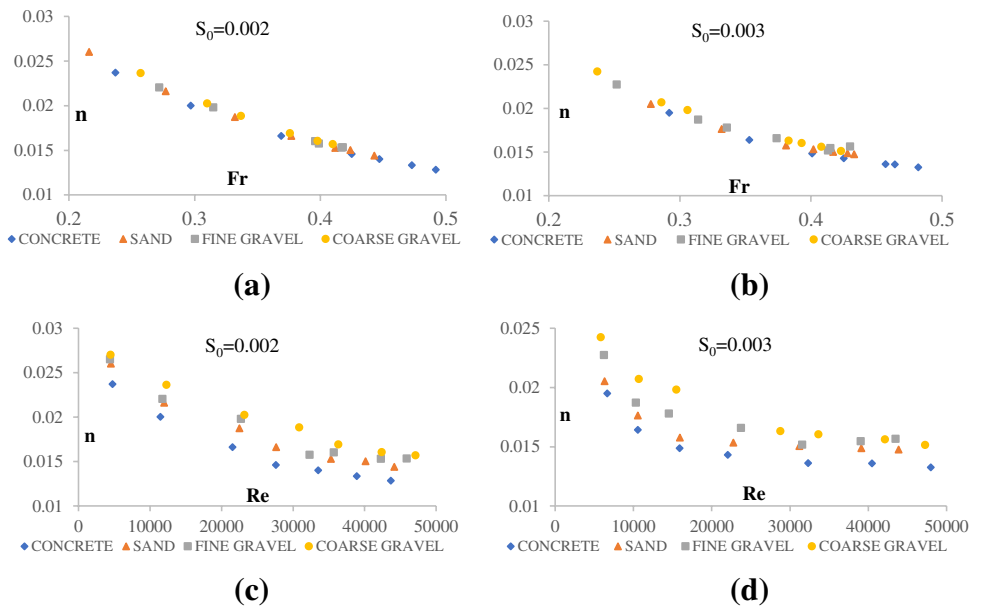 0.03
S0=0.002
0.025
0.02
n
0.015
0.01
Fr
0.2 0.3 0.4 0.5
CONCRETE SAND FINE GRAVEL COARSE GRAVEL
(a)
0.03
S0=0.003
0.025
0.02
n
0.015
0.01
Fr
0.2 0.3 0.4 0.5
CONCRETE SAND FINE GRAVEL COARSE GRAVEL
(b)
0.03
S0=0.002
0.025
0.02
n
0.015
0.01
Re
0 10000 20000 30000 40000 50000
CONCRETE SAND FINE GRAVEL COARSE GRAVEL
(c)
0.025
S0=0.003
0.02
n
0.015
0.01
Re
0 10000 20000 30000 40000 50000
CONCRETE SAND FINE GRAVEL COARSE GRAVEL
(d)